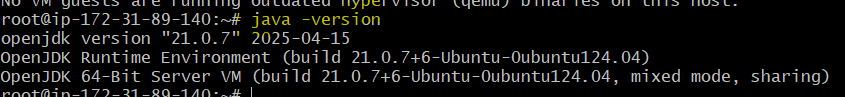 No VM guests are running outdated hypervisor (qemu) binaries on this host.
root@ip-172-31-89-140:~# java -version
openjdk version "21.0.7" 2025-04-15
OpenJDK Runtime Environment (build 21.0.7+6-Ubuntu-0ubuntu124.04)
OpenJDK 64-Bit Server VM (build 21.0.7+6-Ubuntu-0ubuntu124.04, mixed mode, sharing)
root@ip-172-31-89-140:~#